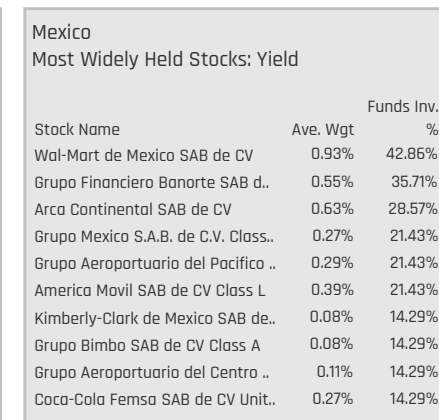 Mexico
Most Widely Held Stocks: Yield
Funds Inv.
Stock Name Ave. Wgt %
Wal-Mart de Mexico SAB de CV 0.93% 42.86%
Grupo Financiero Banorte SAB d.. 0.55% 35.71%
Arca Continental SAB de CV 0.63% 28.57%
Grupo Mexico S.A.B. de C.V. Class.. 0.27% 21.43%
Grupo Aeroportuario del Pacifico .. 0.29% 21.43%
America Movil SAB de CV Class L 0.39% 21.43%
Kimberly-Clark de Mexico SAB de.. 0.08% 14.29%
Grupo Bimbo SAB de CV Class A 0.08% 14.29%
Grupo Aeroportuario del Centro .. 0.11% 14.29%
Coca-Cola Femsa SAB de CV Unit.. 0.27% 14.29%